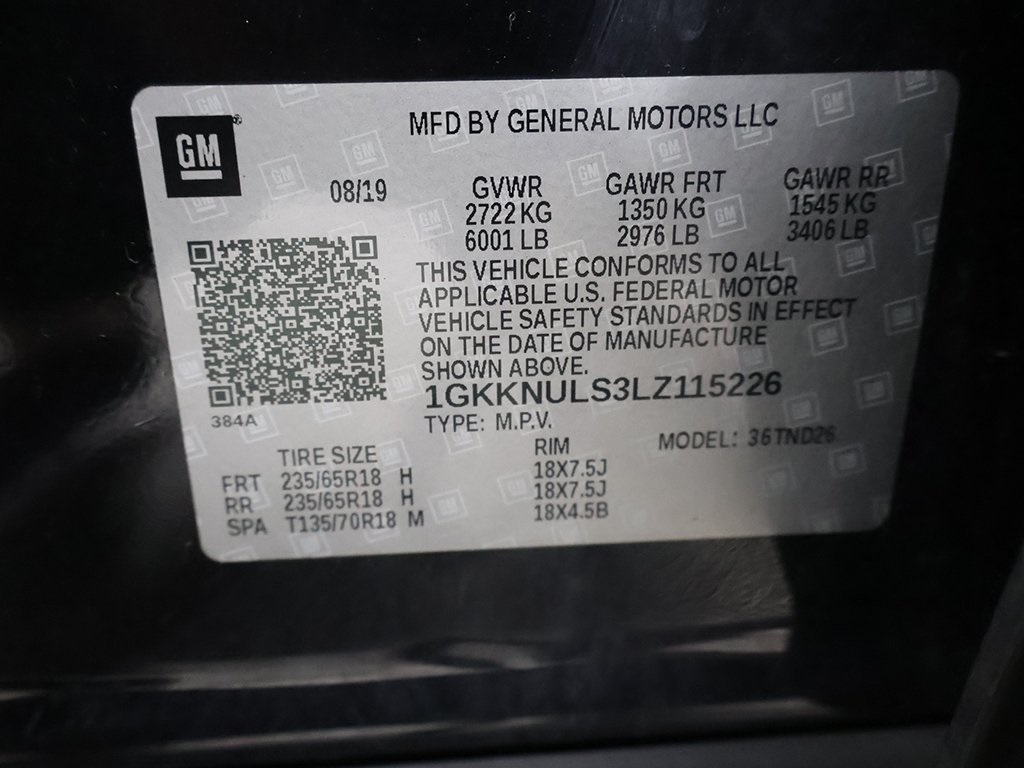 GM
MFD BY GENERAL MOTORS LLC
08/19
GVWR GAWR FRT GAWR RR
2722 KG 1350 KG 1545 KG
6001 LB 2976 LB 3406 LB
THIS VEHICLE CONFORMS TO ALL
APPLICABLE U.S. FEDERAL MOTOR
VEHICLE SAFETY STANDARDS IN EFFECT
ON THE DATE OF MANUFACTURE
SHOWN ABOVE.
1GKKNULS3LZ115226
384A
TYPE: M.P.V.
MODEL: 36TND26
TIRE SIZE RIM
FRT 235/65R18 H 18X7.5J
RR 235/65R18 H 18X7.5J
SPA T135/70R18 M 18X4.5B